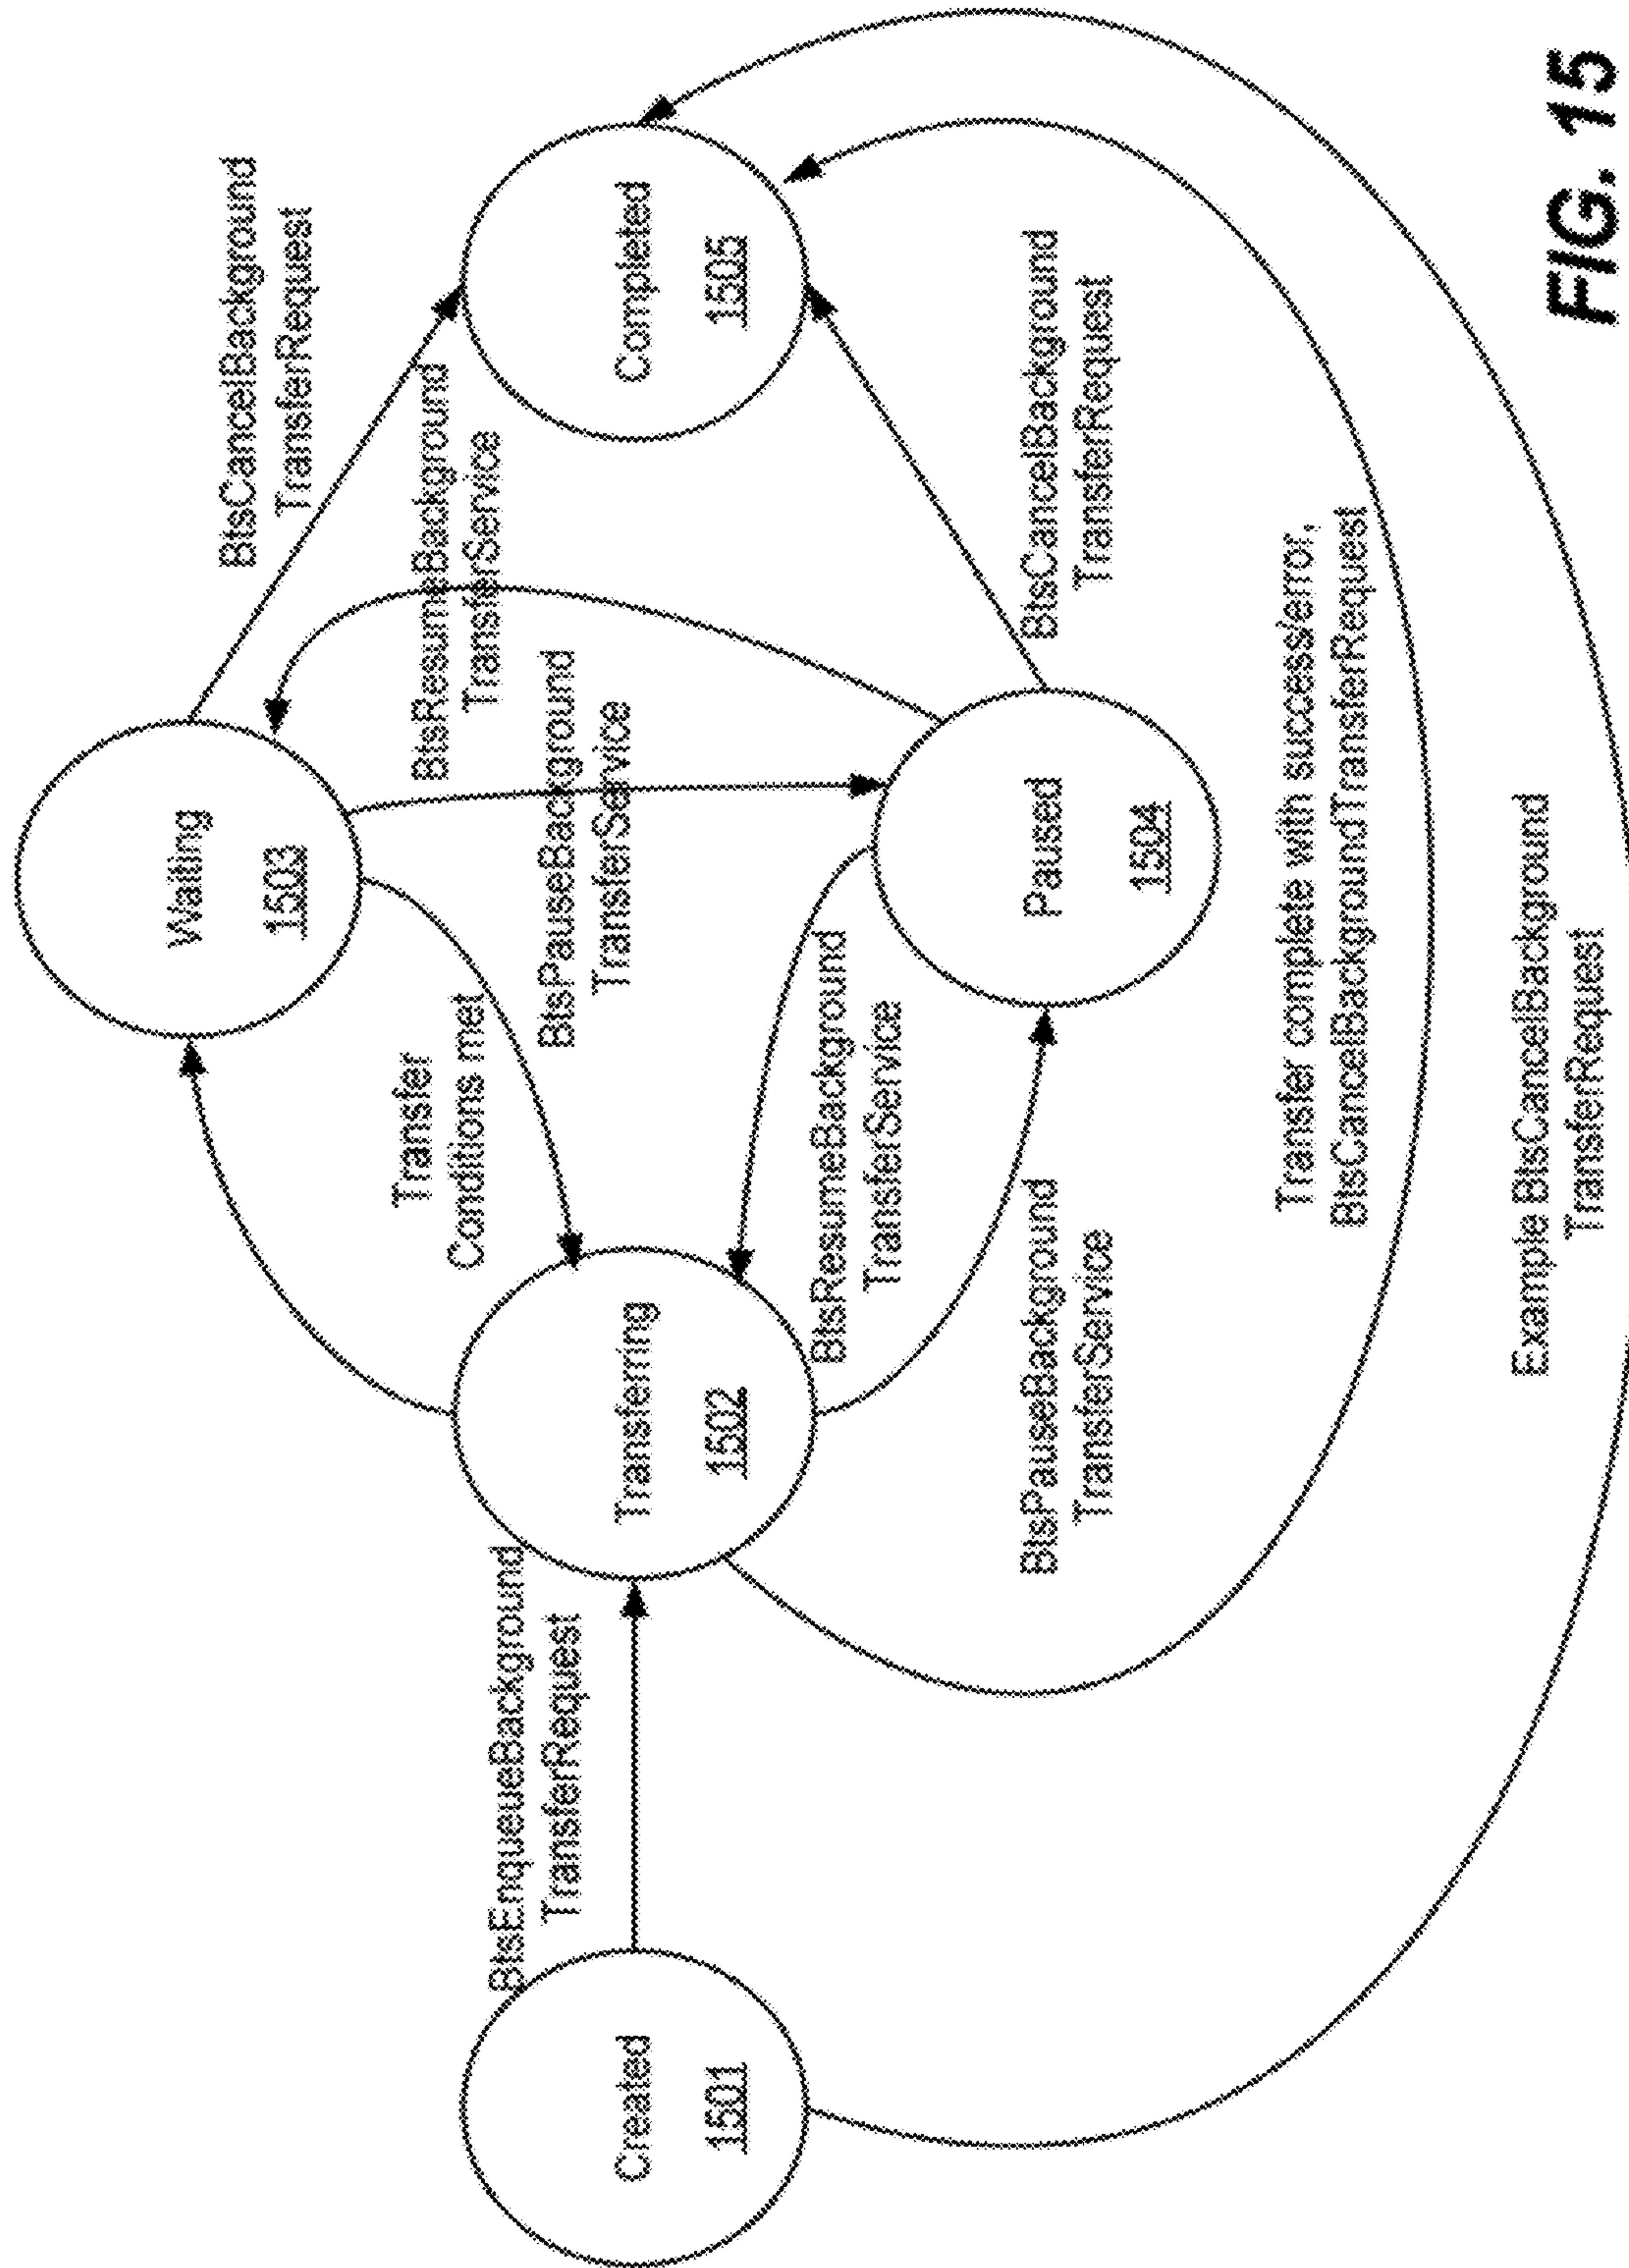 Waiting
1503
BtsCancelBackground
TransferRequest
Transfer
Conditions met
BtsResumeBackground
TransferService
BtsPauseBackground
TransferService
BtsEnqueueBackground
TransferRequest
Created
1501
Transferring
1502
Completed
1505
BtsResumeBackground
TransferService
Paused
1504
BtsPauseBackground
TransferService
BtsCancelBackground
TransferRequest
Transfer complete with success/error,
BtsCancelBackgroundTransferRequest
Example BtsCancelBackground
TransferRequest
FIG. 15